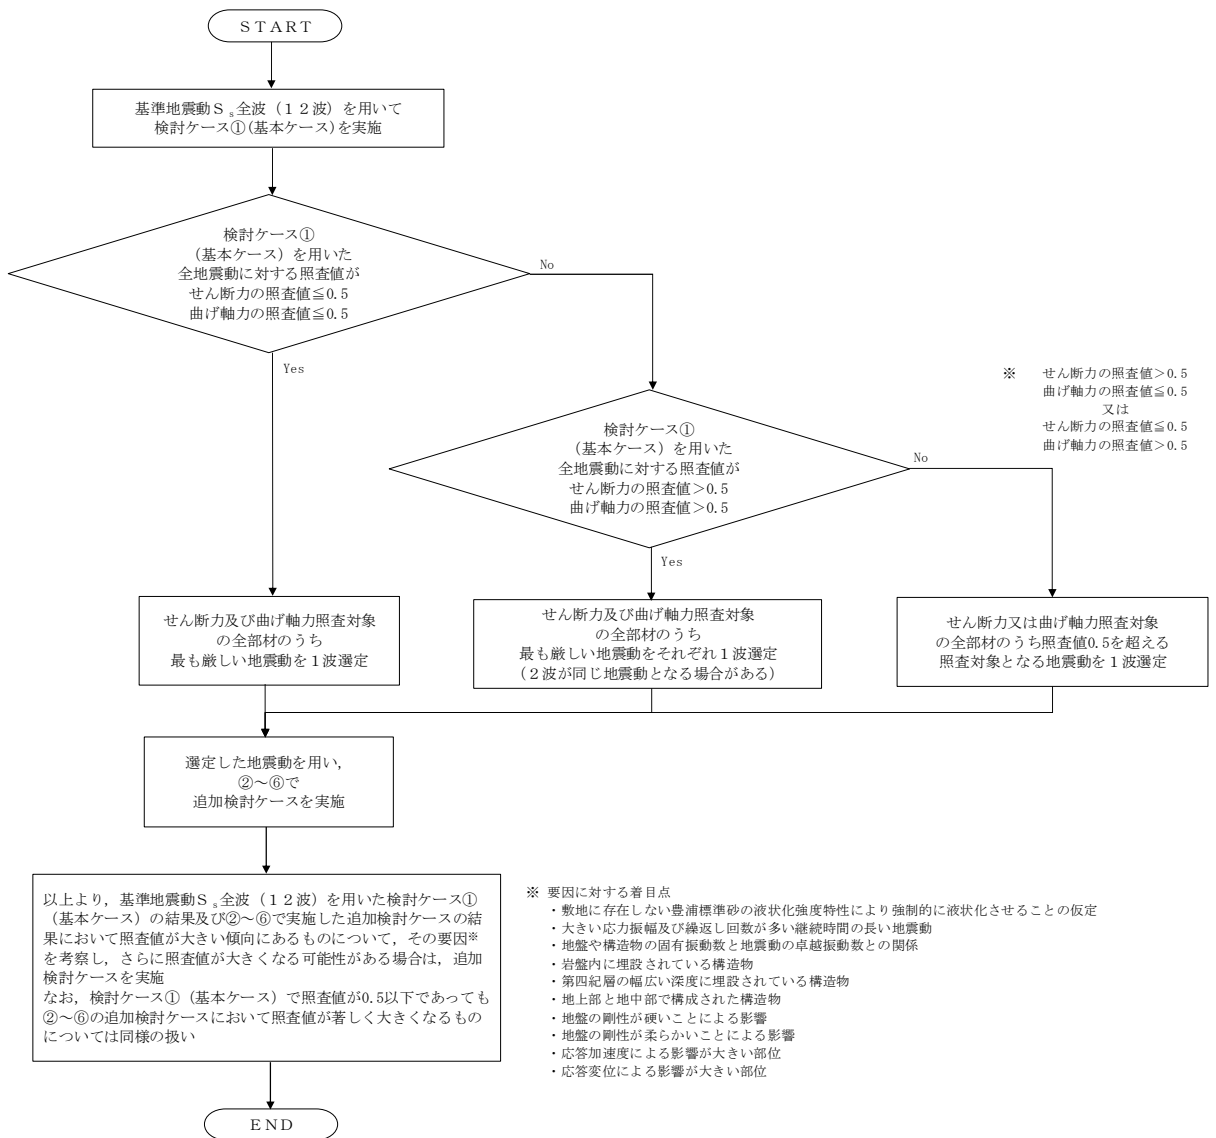 START
基準地震動Ｓs全波（１２波）を用いて
検討ケース①(基本ケース)を実施
検討ケース①
（基本ケース）を用いた
全地震動に対する照査値が
せん断力の照査値≦0.5
曲げ軸力の照査値≦0.5
No
Yes
※　せん断力の照査値＞0.5
曲げ軸力の照査値≦0.5
又は
せん断力の照査値≦0.5
曲げ軸力の照査値＞0.5
検討ケース①
（基本ケース）を用いた
全地震動に対する照査値が
せん断力の照査値＞0.5
曲げ軸力の照査値＞0.5
No
Yes
せん断力及び曲げ軸力照査対象
の全部材のうち
最も厳しい地震動を１波選定
せん断力及び曲げ軸力照査対象
の全部材のうち
最も厳しい地震動をそれぞれ１波選定
（２波が同じ地震動となる場合がある）
せん断力又は曲げ軸力照査対象
の全部材のうち照査値0.5を超える
照査対象となる地震動を１波選定
選定した地震動を用い，
②～⑥で
追加検討ケースを実施
以上より，基準地震動Ｓs全波（１２波）を用いた検討ケース①
（基本ケース）の結果及び②～⑥で実施した追加検討ケースの結
果において照査値が大きい傾向にあるものについて，その要因※
を考察し，さらに照査値が大きくなる可能性がある場合は，追加
検討ケースを実施
なお，検討ケース①（基本ケース）で照査値が0.5以下であっても
②～⑥の追加検討ケースにおいて照査値が著しく大きくなるもの
については同様の扱い
※ 要因に対する着目点
・敷地に存在しない豊浦標準砂の液状化強度特性により強制的に液状化させることの仮定
・大きい応力振幅及び繰返し回数が多い継続時間の長い地震動
・地盤や構造物の固有振動数と地震動の卓越振動数との関係
・岩盤内に埋設されている構造物
・第四紀層の幅広い深度に埋設されている構造物
・地上部と地中部で構成された構造物
・地盤の剛性が硬いことによる影響
・地盤の剛性が柔らかいことによる影響
・応答加速度による影響が大きい部位
・応答変位による影響が大きい部位
END